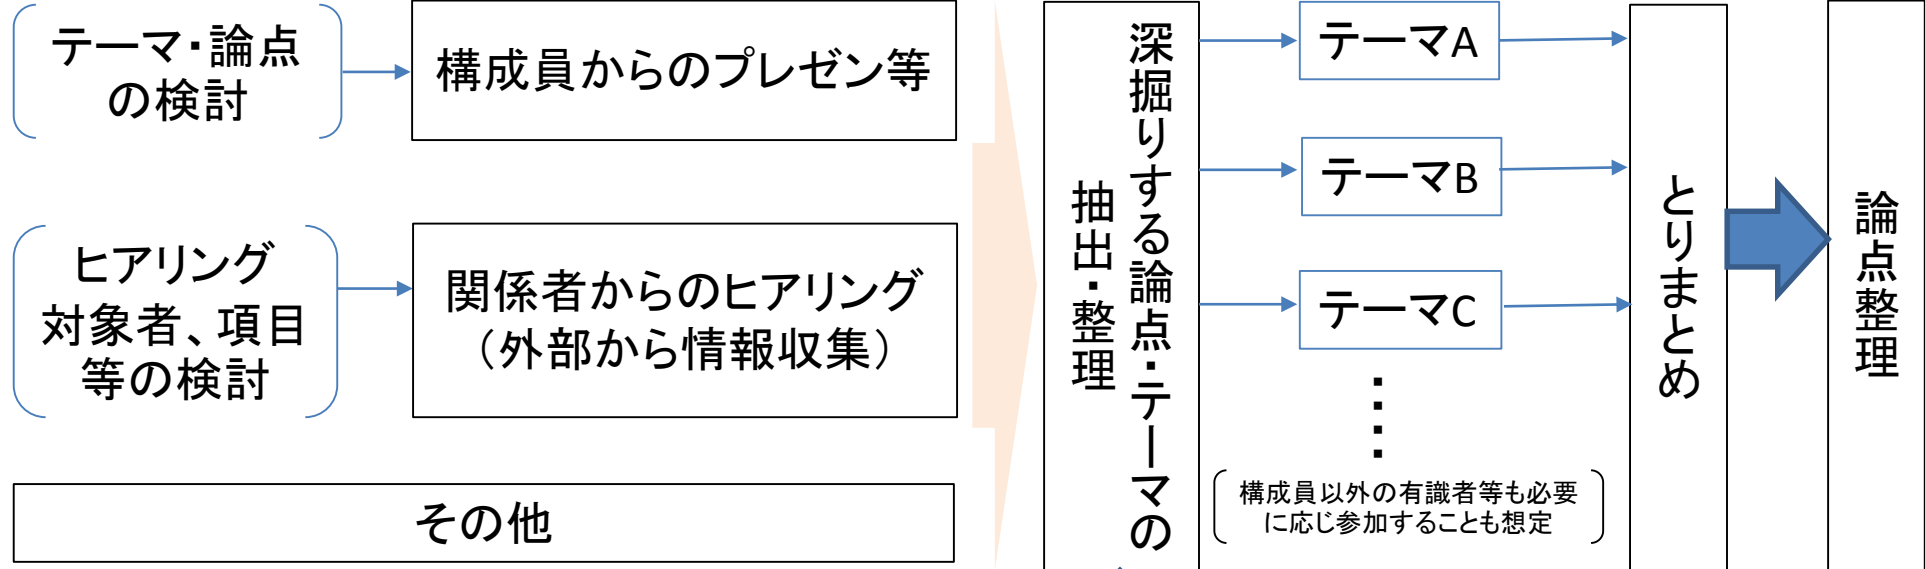 テーマ・論点
の検討
構成員からのプレゼン等
ヒアリング
対象者、項目
等の検討
関係者からのヒアリング
（外部から情報収集）
その他
深掘りする論点・テーマの
抽出・整理
テーマA
テーマB
テーマC
・・・・
構成員以外の有識者等も必要
に応じ参加することも想定
とりまとめ
論点整理